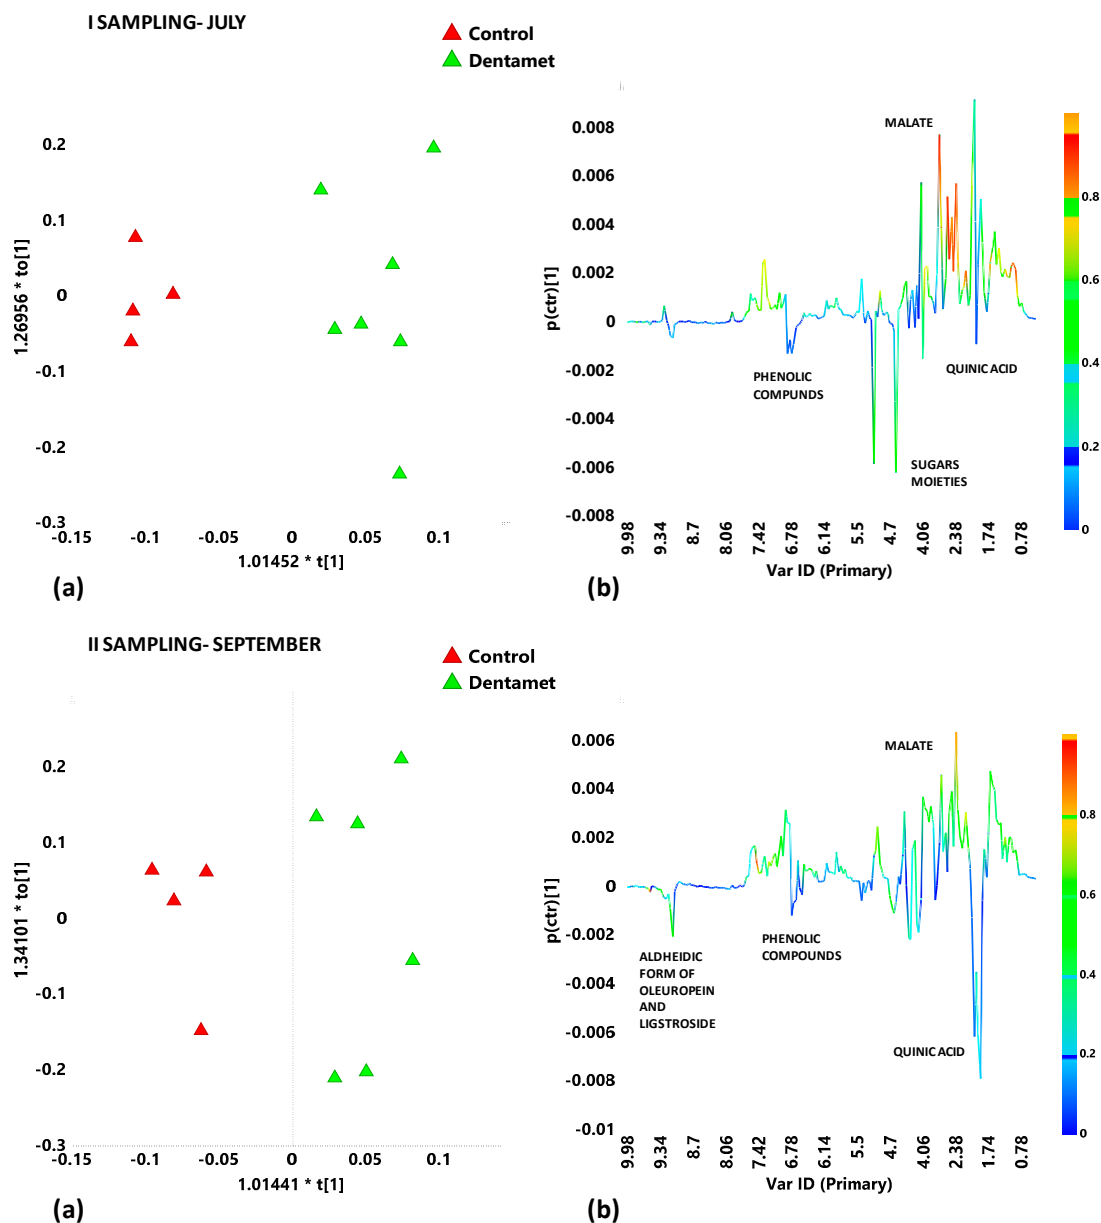 I SAMPLING- JULY
Control
Dentamet
0.2
0.1
0
-0.1
-0.2
-0.3
1.26956 * to[1]
-0.15
-0.1
-0.05
0
0.05
0.1
1.01452 * t[1]
(a)
0.008
0.006
0.004
0.002
0
-0.002
-0.004
-0.006
-0.008
p(ctr)[1]
MALATE
PHENOLIC
COMPUNDS
QUINIC ACID
SUGARS
MOIETIES
9.98
9.34
8.7
8.06
7.42
6.78
6.14
5.5
4.7
4.06
2.38
1.74
0.78
Var ID (Primary)
0.8
0.6
0.4
0.2
0
(b)
II SAMPLING- SEPTEMBER
Control
Dentamet
0.2
0.1
0
-0.1
-0.2
-0.3
1.34101 * to[1]
-0.15
-0.1
-0.05
0
0.05
0.1
1.01441 * t[1]
(a)
0.006
0.004
0.002
0
-0.002
-0.004
-0.006
-0.008
-0.01
p(ctr)[1]
MALATE
ALDHEIDIC
FORM OF
OLEUROPEIN
AND
LIGSTROSIDE
PHENOLIC
COMPOUNDS
QUINIC ACID
9.98
9.34
8.7
8.06
7.42
6.78
6.14
5.5
4.7
4.06
2.38
1.74
0.78
Var ID (Primary)
0.8
0.6
0.4
0.2
0
(b)